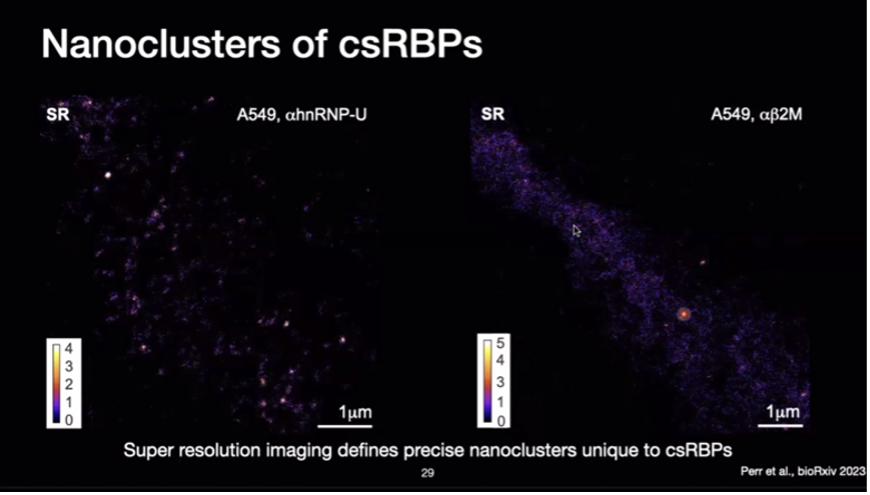 Nanoclusters of csRBPs
SR
A549, αhnRNP-U
SR
A549, αβ2M
4
3
2
1
0
1μm
5
4
3
1
0
1μm
Super resolution imaging defines precise nanoclusters unique to csRBPs
29
Perr et al., bioRxiv 2023